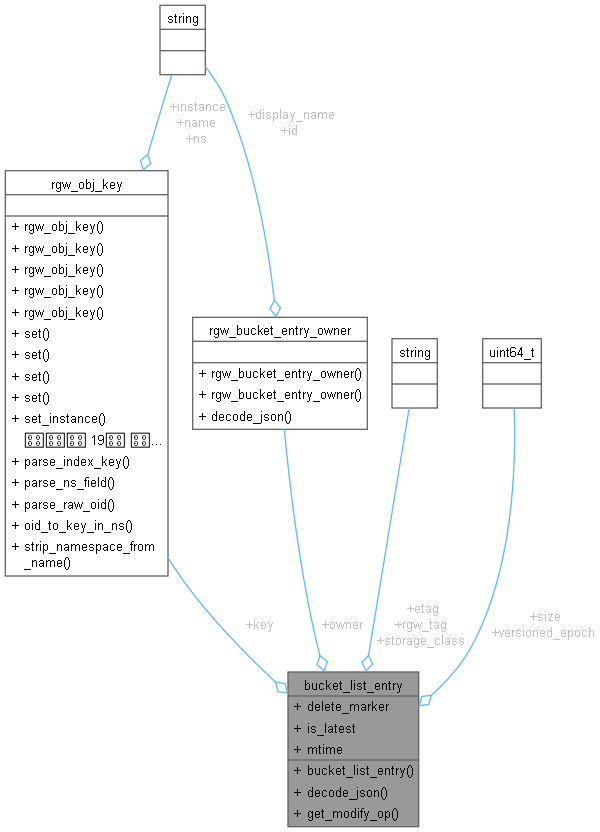 string
+instance
+name
+ns
+display_name
+id
rgw_obj_key
+ rgw_obj_key()
+ rgw_obj_key()
+ rgw_obj_key()
+ rgw_obj_key()
+ rgw_obj_key()
+ set()
+ set()
+ set()
+ set()
+ set_instance()
19 ...
+ parse_index_key()
+ parse_ns_field()
+ parse_raw_oid()
+ oid_to_key_in_ns()
+ strip_namespace_from
_name()
rgw_bucket_entry_owner
+ rgw_bucket_entry_owner()
+ rgw_bucket_entry_owner()
+ decode_json()
string
uint64_t
+key
+owner
+etag
+rgw_tag
+storage_class
+size
+versioned_epoch
bucket_list_entry
+ delete_marker
+ is_latest
+ mtime
+ bucket_list_entry()
+ decode_json()
+ get_modify_op()